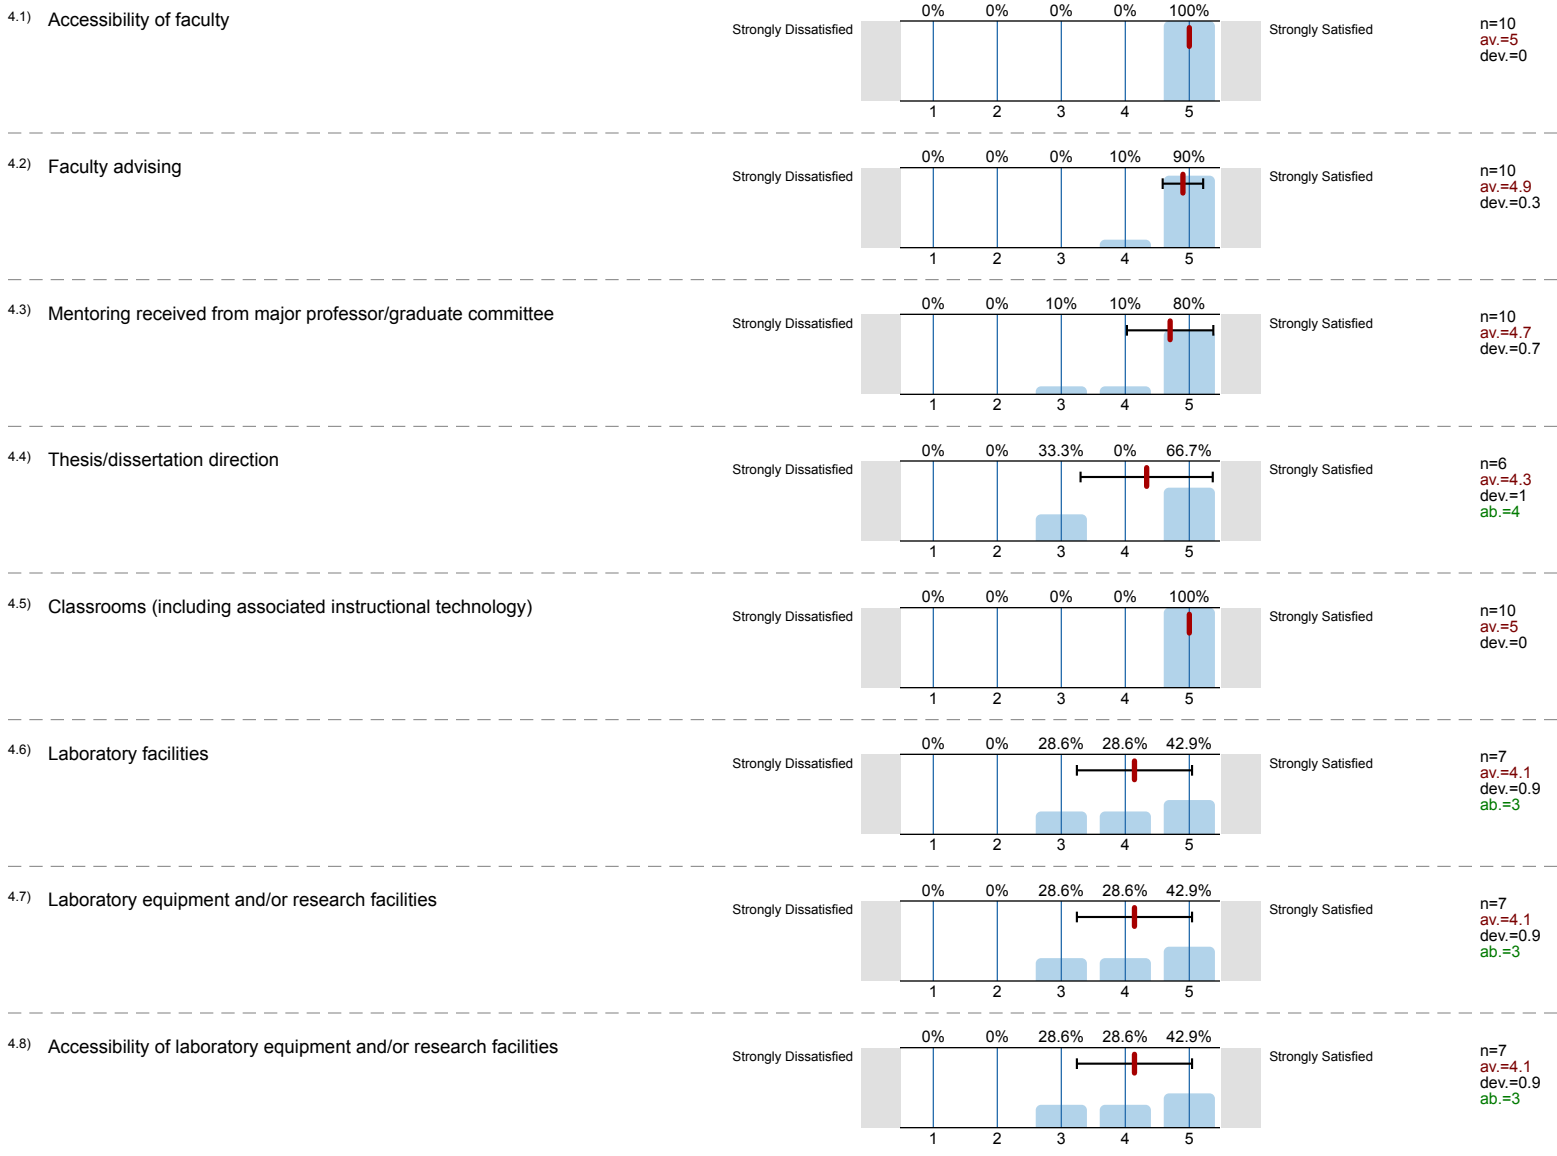 4.1) Accessibility of faculty
0% 0% 0% 0% 100%
Strongly Dissatisfied Strongly Satisfied
n=10
av.=5
dev.=0
1 2 3 4 5
4.2) Faculty advising
0% 0% 0% 10% 90%
Strongly Dissatisfied Strongly Satisfied
n=10
av.=4.9
dev.=0.3
1 2 3 4 5
4.3) Mentoring received from major professor/graduate committee
0% 0% 10% 10% 80%
Strongly Dissatisfied Strongly Satisfied
n=10
av.=4.7
dev.=0.7
1 2 3 4 5
4.4) Thesis/dissertation direction
0% 0% 33.3% 0% 66.7%
Strongly Dissatisfied Strongly Satisfied
n=6
av.=4.3
dev.=1
ab.=4
1 2 3 4 5
4.5) Classrooms (including associated instructional technology)
0% 0% 0% 0% 100%
Strongly Dissatisfied Strongly Satisfied
n=10
av.=5
dev.=0
1 2 3 4 5
4.6) Laboratory facilities
0% 0% 28.6% 28.6% 42.9%
Strongly Dissatisfied Strongly Satisfied
n=7
av.=4.1
dev.=0.9
ab.=3
1 2 3 4 5
4.7) Laboratory equipment and/or research facilities
0% 0% 28.6% 28.6% 42.9%
Strongly Dissatisfied Strongly Satisfied
n=7
av.=4.1
dev.=0.9
ab.=3
1 2 3 4 5
4.8) Accessibility of laboratory equipment and/or research facilities
0% 0% 28.6% 28.6% 42.9%
Strongly Dissatisfied Strongly Satisfied
n=7
av.=4.1
dev.=0.9
ab.=3
1 2 3 4 5